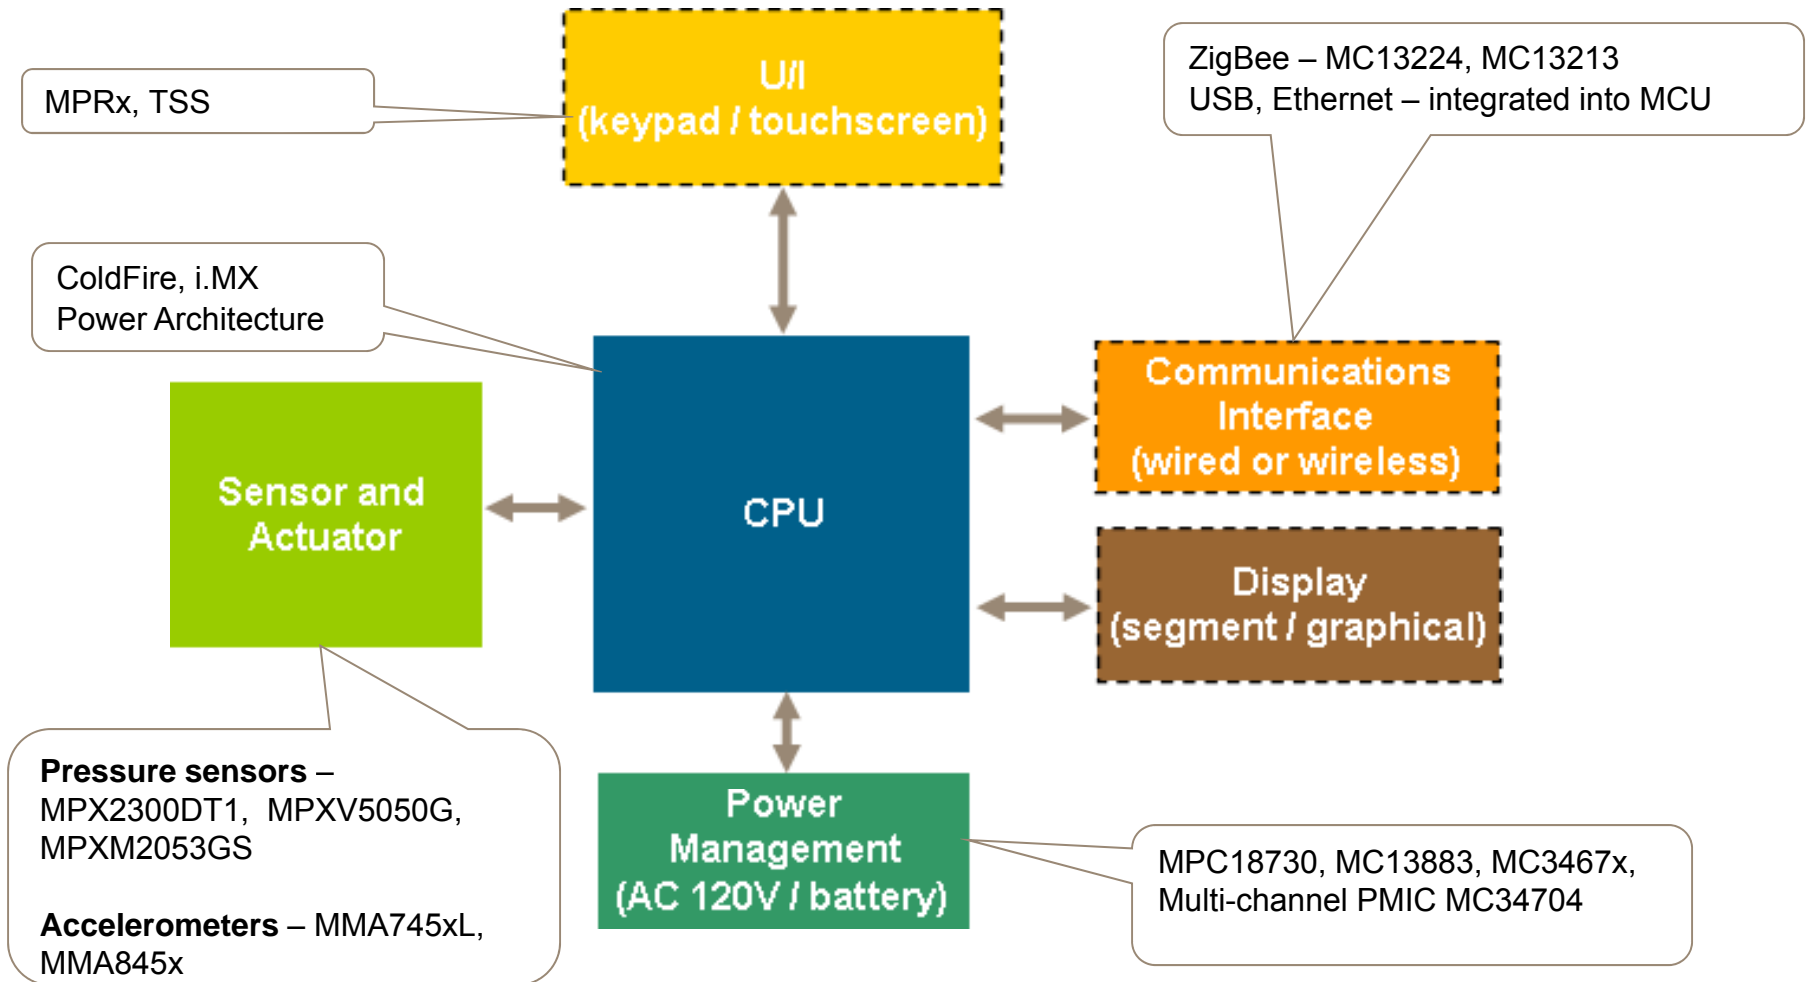 U/I
(keypad / touchscreen)
MPRx, TSS
ZigBee – MC13224, MC13213
USB, Ethernet – integrated into MCU
ColdFire, i.MX
Power Architecture
Communications
Interface
(wired or wireless)
Sensor and
Actuator
CPU
Display
(segment / graphical)
Pressure sensors –
MPX2300DT1, MPXV5050G,
MPXM2053GS
Accelerometers – MMA745xL,
MMA845x
Power
Management
(AC 120V / battery)
MPC18730, MC13883, MC3467x,
Multi-channel PMIC MC34704